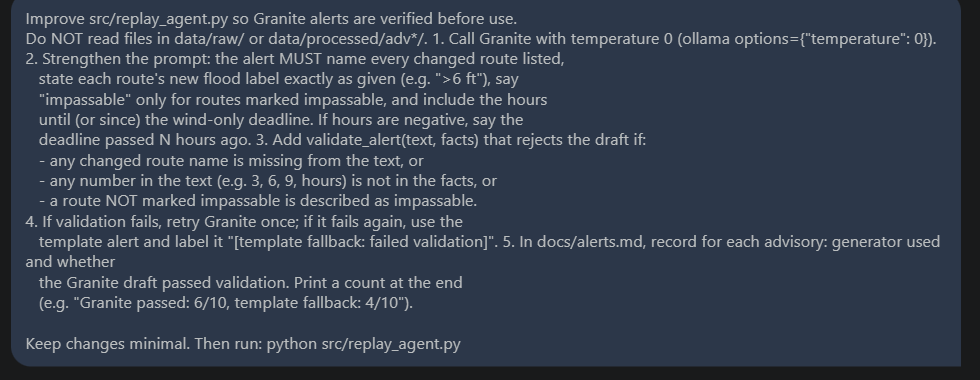 Improve src/replay_agent.py so Granite alerts are verified before use.
Do NOT read files in data/raw/ or data/processed/adv*/. 1. Call Granite with temperature 0 (ollama options={"temperature": 0}).
2. Strengthen the prompt: the alert MUST name every changed route listed,
state each route's new flood label exactly as given (e.g. ">6 ft"), say
"impassable" only for routes marked impassable, and include the hours
until (or since) the wind-only deadline. If hours are negative, say the
deadline passed N hours ago. 3. Add validate_alert(text, facts) that rejects the draft if:
- any changed route name is missing from the text, or
- any number in the text (e.g. 3, 6, 9, hours) is not in the facts, or
- a route NOT marked impassable is described as impassable.
4. If validation fails, retry Granite once; if it fails again, use the
template alert and label it "[template fallback: failed validation]". 5. In docs/alerts.md, record for each advisory: generator used
and whether
the Granite draft passed validation. Print a count at the end
(e.g. "Granite passed: 6/10, template fallback: 4/10").
Keep changes minimal. Then run: python src/replay_agent.py